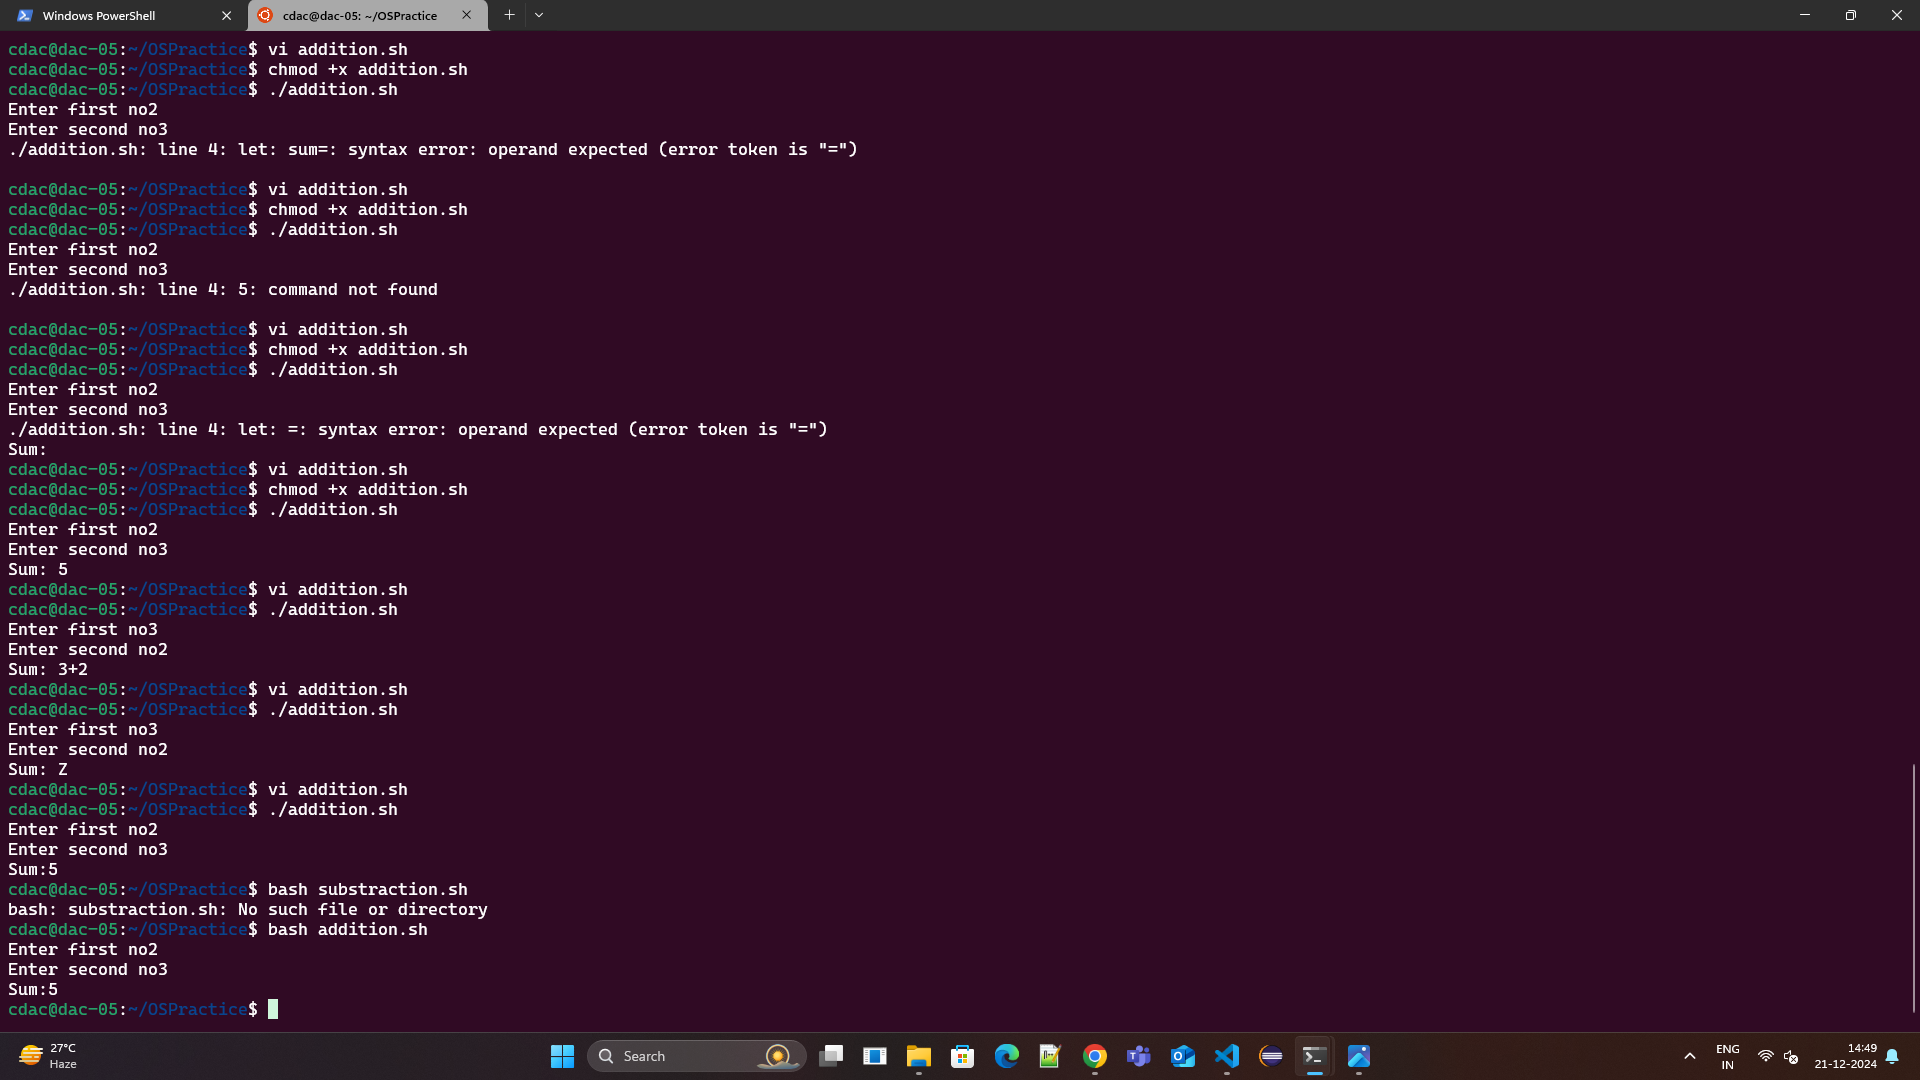 Windows PowerShell
cdac@dac-05: ~/OSPractice
cdac@dac-05:~/OSPractice$ vi addition.sh
cdac@dac-05:~/OSPractice$ chmod +x addition.sh
cdac@dac-05:~/OSPractice$ ./addition.sh
Enter first no2
Enter second no3
./addition.sh: line 4: let: sum=: syntax error: operand expected (error token is "=")
cdac@dac-05:~/OSPractice$ vi addition.sh
cdac@dac-05:~/OSPractice$ chmod +x addition.sh
cdac@dac-05:~/OSPractice$ ./addition.sh
Enter first no2
Enter second no3
./addition.sh: line 4: 5: command not found
cdac@dac-05:~/OSPractice$ vi addition.sh
cdac@dac-05:~/OSPractice$ chmod +x addition.sh
cdac@dac-05:~/OSPractice$ ./addition.sh
Enter first no2
Enter second no3
./addition.sh: line 4: let: =: syntax error: operand expected (error token is "=")
Sum:
cdac@dac-05:~/OSPractice$ vi addition.sh
cdac@dac-05:~/OSPractice$ chmod +x addition.sh
cdac@dac-05:~/OSPractice$ ./addition.sh
Enter first no2
Enter second no3
Sum: 5
cdac@dac-05:~/OSPractice$ vi addition.sh
cdac@dac-05:~/OSPractice$ ./addition.sh
Enter first no3
Enter second no2
Sum: 3+2
cdac@dac-05:~/OSPractice$ vi addition.sh
cdac@dac-05:~/OSPractice$ ./addition.sh
Enter first no3
Enter second no2
Sum: Z
cdac@dac-05:~/OSPractice$ vi addition.sh
cdac@dac-05:~/OSPractice$ ./addition.sh
Enter first no2
Enter second no3
Sum:5
cdac@dac-05:~/OSPractice$ bash substraction.sh
bash: substraction.sh: No such file or directory
cdac@dac-05:~/OSPractice$ bash addition.sh
Enter first no2
Enter second no3
Sum:5
cdac@dac-05:~/OSPractice$
27°C
Haze
Search
ENG
IN
14:49
21-12-2024